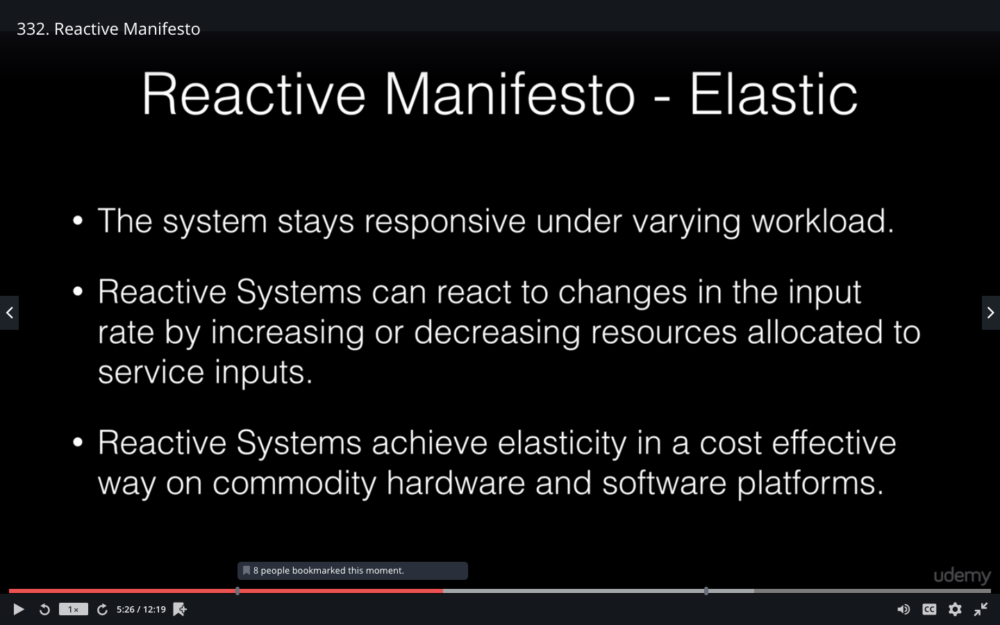 332. Reactive Manifesto
Reactive Manifesto - Elastic
• The system stays responsive under varying workload.
• Reactive Systems can react to changes in the input
rate by increasing or decreasing resources allocated to
service inputs.
• Reactive Systems achieve elasticity in a cost effective
way on commodity hardware and software platforms.
8 people bookmarked this moment.
udemy
1×
5:26 / 12:19
CC